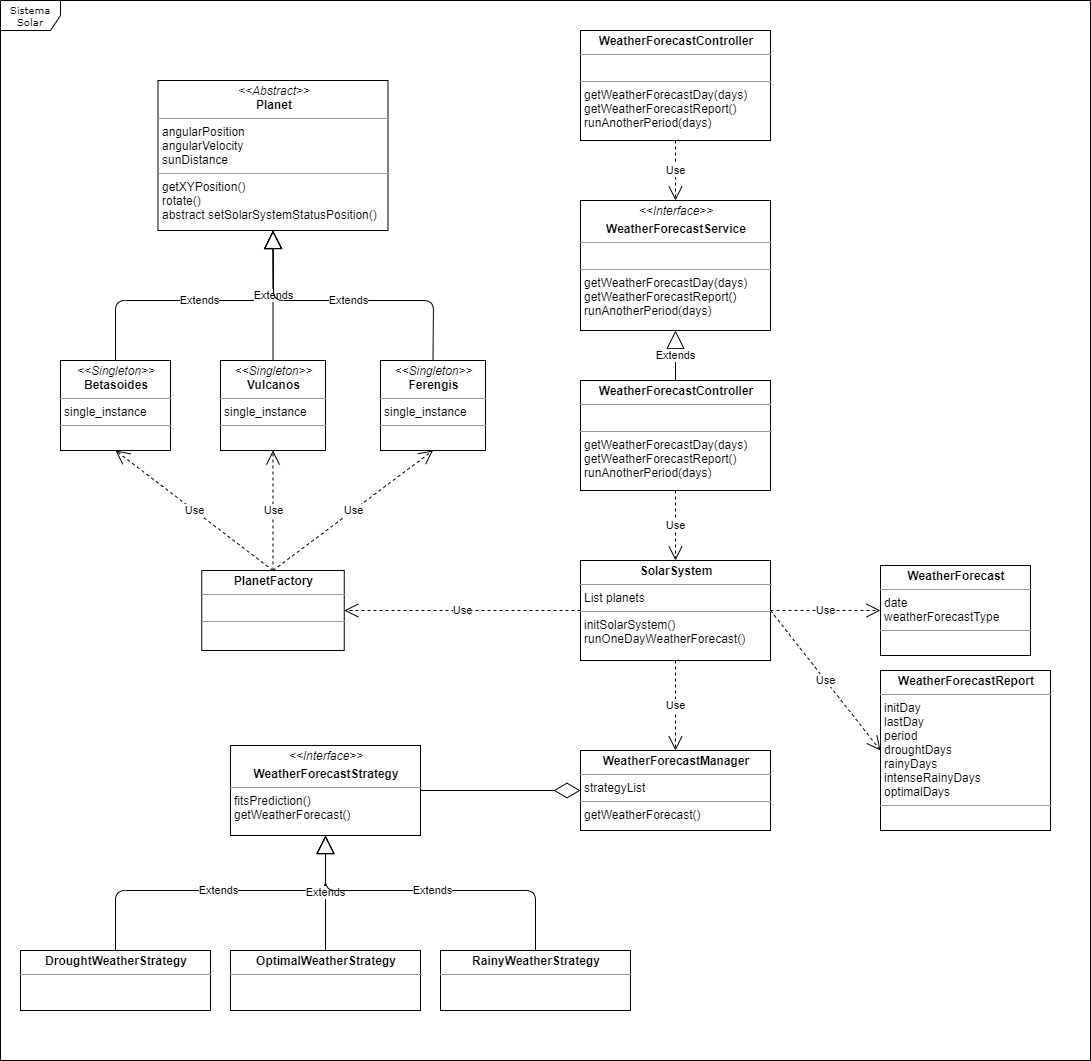 Sistema
Solar
WeatherForecastController
getWeatherForecastDay(days)
getWeatherForecastReport()
runAnotherPeriod(days)
<<Abstract>>
Planet
angularPosition
angularVelocity
sunDistance
getXYPosition()
rotate()
abstract setSolarSystemStatusPosition()
Use
<<Interface>>
WeatherForecastService
getWeatherForecastDay(days)
getWeatherForecastReport()
runAnotherPeriod(days)
Extends
Extends
Extends
Extends
<<Singleton>>
Betasoides
single_instance
<<Singleton>>
Vulcanos
single_instance
<<Singleton>>
Ferengis
single_instance
WeatherForecastController
getWeatherForecastDay(days)
getWeatherForecastReport()
runAnotherPeriod(days)
Use
Use
Use
Use
PlanetFactory
Use
SolarSystem
List planets
initSolarSystem()
runOneDayWeatherForecast()
Use
WeatherForecast
date
weatherForecastType
Use
WeatherForecastReport
initDay
lastDay
period
droughtDays
rainyDays
intenseRainyDays
optimalDays
Use
<<Interface>>
WeatherForecastStrategy
fitsPrediction()
getWeatherForecast()
WeatherForecastManager
strategyList
getWeatherForecast()
Extends
Extends
Extends
DroughtWeatherStrategy
OptimalWeatherStrategy
RainyWeatherStrategy